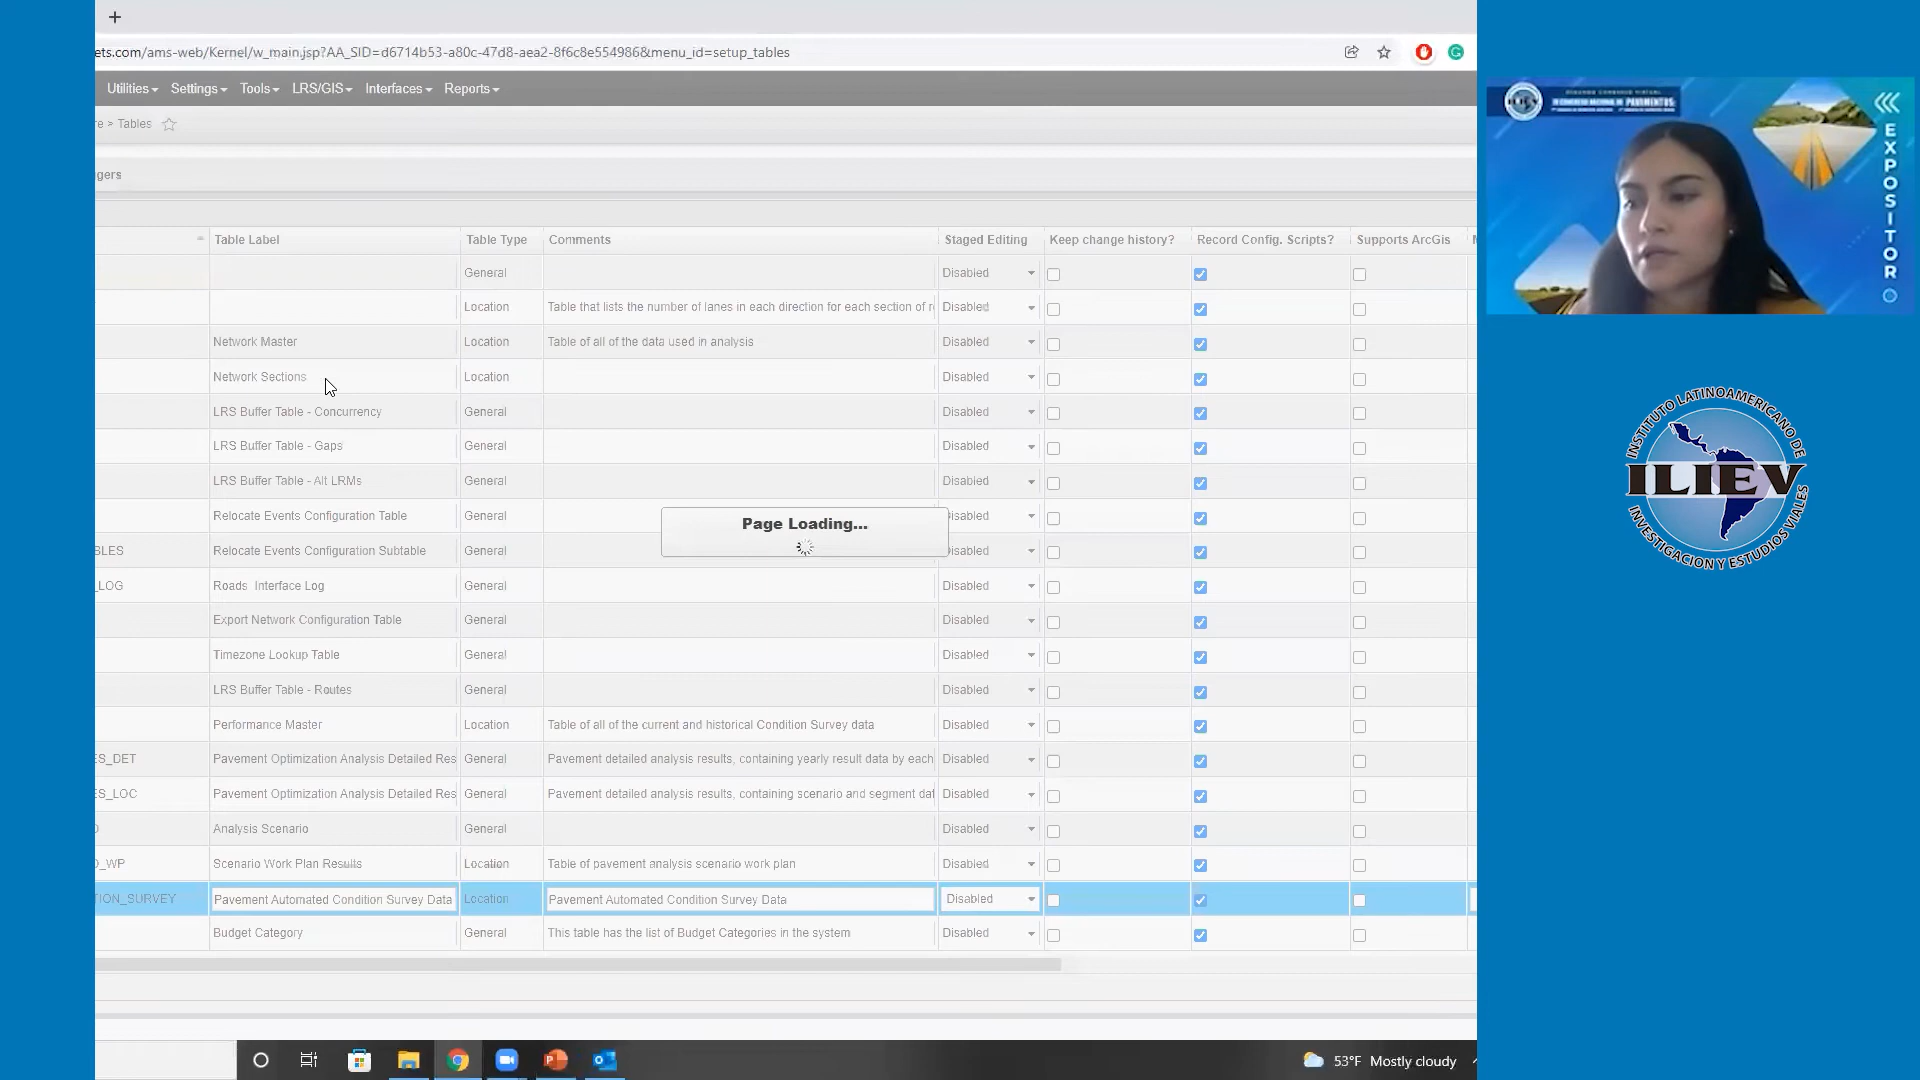 ets.com/ams-web/Kernel/w_main.jsp?AA_SID=d6714b53-a80c-47d8-aea2-8f6c8e554986&menu_id=setup_tables
Utilities Settings Tools LRS/GIS Interfaces Reports
re > Tables
gers
Table Label Table Type Comments Staged Editing Keep change history? Record Config. Scripts? Supports ArcGis
General Disabled
Location Table that lists the number of lanes in each direction for each section of r Disabled
Network Master Location Table of all of the data used in analysis Disabled
Network Sections Location Disabled
LRS Buffer Table - Concurrency General Disabled
LRS Buffer Table - Gaps General Disabled
LRS Buffer Table - Alt LRMs General Disabled
Relocate Events Configuration Table General isabled
BLES Relocate Events Configuration Subtable General isabled
_LOG Roads Interface Log General Disabled
Export Network Configuration Table General Disabled
Timezone Lookup Table General Disabled
LRS Buffer Table - Routes General Disabled
Performance Master Location Table of all of the current and historical Condition Survey data Disabled
S_DET Pavement Optimization Analysis Detailed Res General Pavement detailed analysis results, containing yearly result data by each Disabled
S_LOC Pavement Optimization Analysis Detailed Res General Pavement detailed analysis results, containing scenario and segment dat Disabled
Analysis Scenario General Disabled
_WP Scenario Work Plan Results Location Table of pavement analysis scenario work plan Disabled
TION_SURVEY Pavement Automated Condition Survey Data Location Pavement Automated Condition Survey Data Disabled
Budget Category General This table has the list of Budget Categories in the system Disabled
Page Loading...
53°F Mostly cloudy
ILIEV
IV CONGRESO NACIONAL DE PAVIMENTOS
EXPOSITOR
INSTITUTO LATINOAMERICANO DE
ILIEV
INVESTIGACION Y ESTUDIOS VIALES